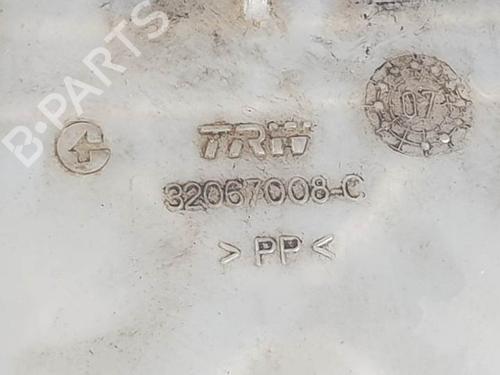 B-PARTS
07
TRW
32067008-C
> PP <